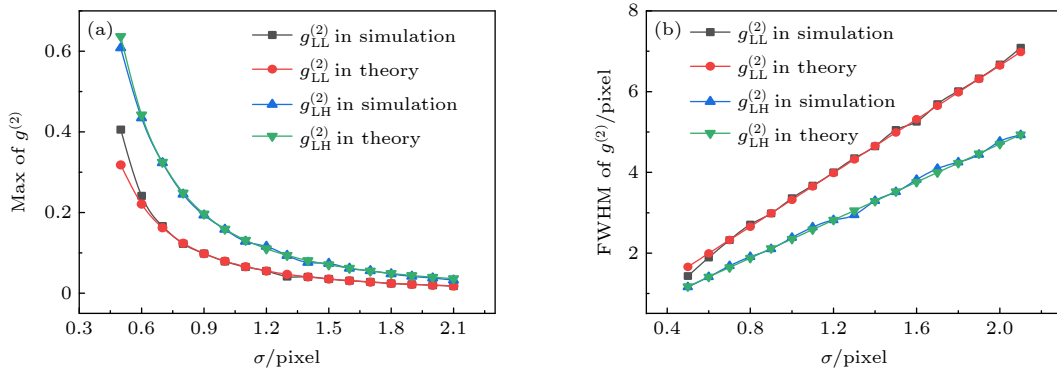 (a)
g_LL^(2) in simulation
g_LL^(2) in theory
g_LH^(2) in simulation
g_LH^(2) in theory
Max of g^(2)
0.6
0.4
0.2
0
0.3 0.6 0.9 1.2 1.5 1.8 2.1
σ/pixel
(b)
g_LL^(2) in simulation
g_LL^(2) in theory
g_LH^(2) in simulation
g_LH^(2) in theory
FWHM of g^(2)/pixel
8
6
4
2
0.4 0.8 1.2 1.6 2.0
σ/pixel